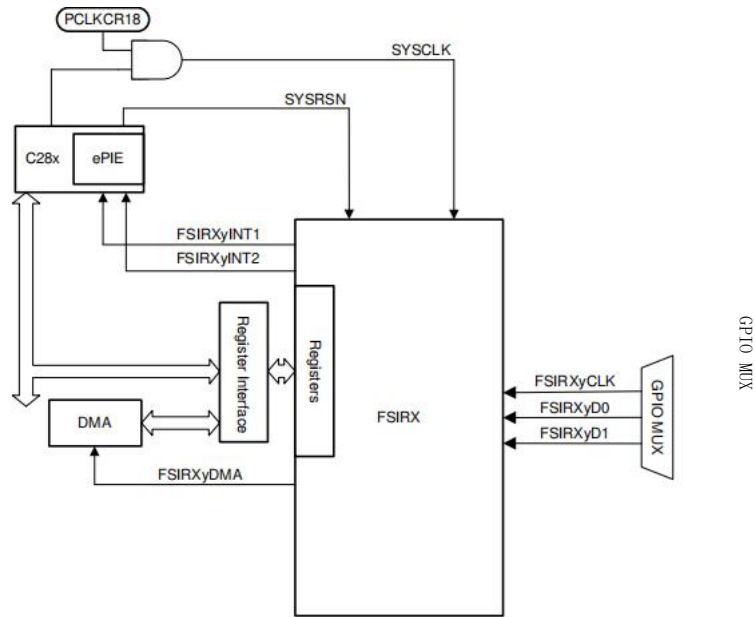 PCLKCR18
SYSCLK
SYSRSN
C28x
ePIE
FSIRXyINT1
FSIRXyINT2
Register Interface
Registers
FSIRX
FSIRXyCLK
FSIRXyD0
FSIRXyD1
GPIO MUX
GPIO MUX
DMA
FSIRXyDMA